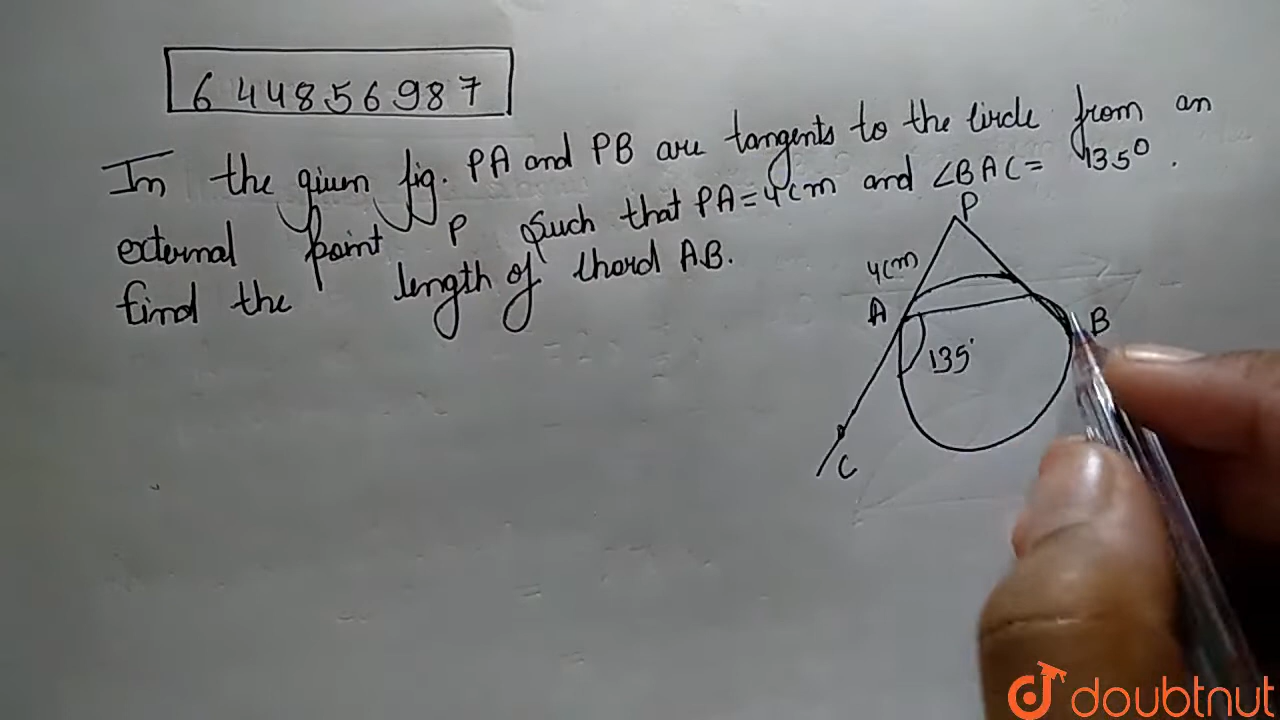 644856987
In the given fig. PA and PB are tangents to the circle from an
external point P such that PA=4cm and ∠BAC= 135°.
find the length of chord AB.
P
4cm
A
B
135°
C
doubtnut